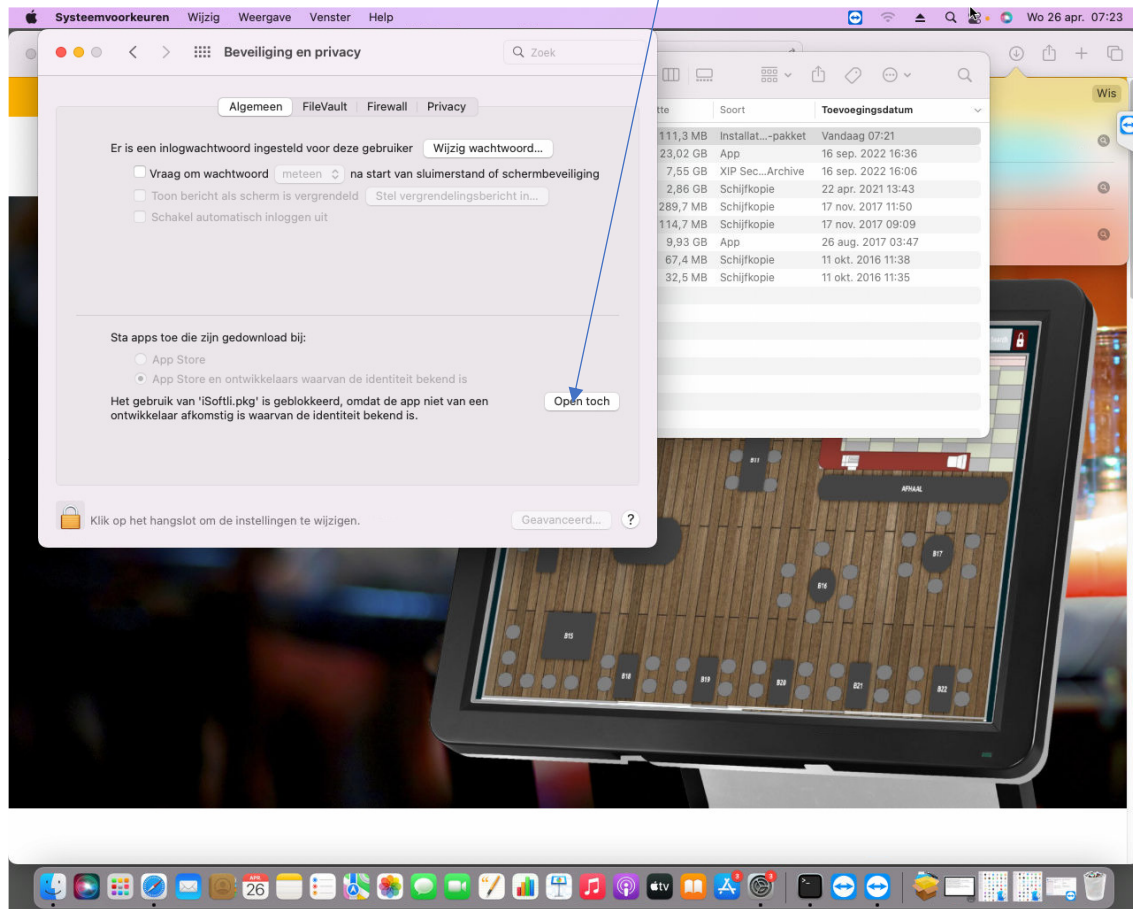 Systeemvoorkeuren Wijzig Weergave Venster Help
Wo 26 apr. 07:23
Beveiliging en privacy
Zoek
Algemeen FileVault Firewall Privacy
Er is een inlogwachtwoord ingesteld voor deze gebruiker Wijzig wachtwoord...
Vraag om wachtwoord meteen na start van sluimerstand of schermbeveiliging
Toon bericht als scherm is vergrendeld Stel vergrendelingsbericht in...
Schakel automatisch inloggen uit
Sta apps toe die zijn gedownload bij:
App Store
App Store en ontwikkelaars waarvan de identiteit bekend is
Het gebruik van 'iSoftli.pkg' is geblokkeerd, omdat de app niet van een
ontwikkelaar afkomstig is waarvan de identiteit bekend is.
Open toch
Klik op het hangslot om de instellingen te wijzigen.
Geavanceerd... ?
tte Soort Toevoegingsdatum
111,3 MB Installat...-pakket Vandaag 07:21
23,02 GB App 16 sep. 2022 16:36
7,55 GB XIP Sec...Archive 16 sep. 2022 16:06
2,86 GB Schijfkopie 22 apr. 2021 13:43
289,7 MB Schijfkopie 17 nov. 2017 11:50
114,7 MB Schijfkopie 17 nov. 2017 09:09
9,93 GB App 26 aug. 2017 03:47
67,4 MB Schijfkopie 11 okt. 2016 11:38
32,5 MB Schijfkopie 11 okt. 2016 11:35
Wis
B11
AFHAAL
B17
B16
B15
B18 B19 B20 B21 B22
APR. 26
tv